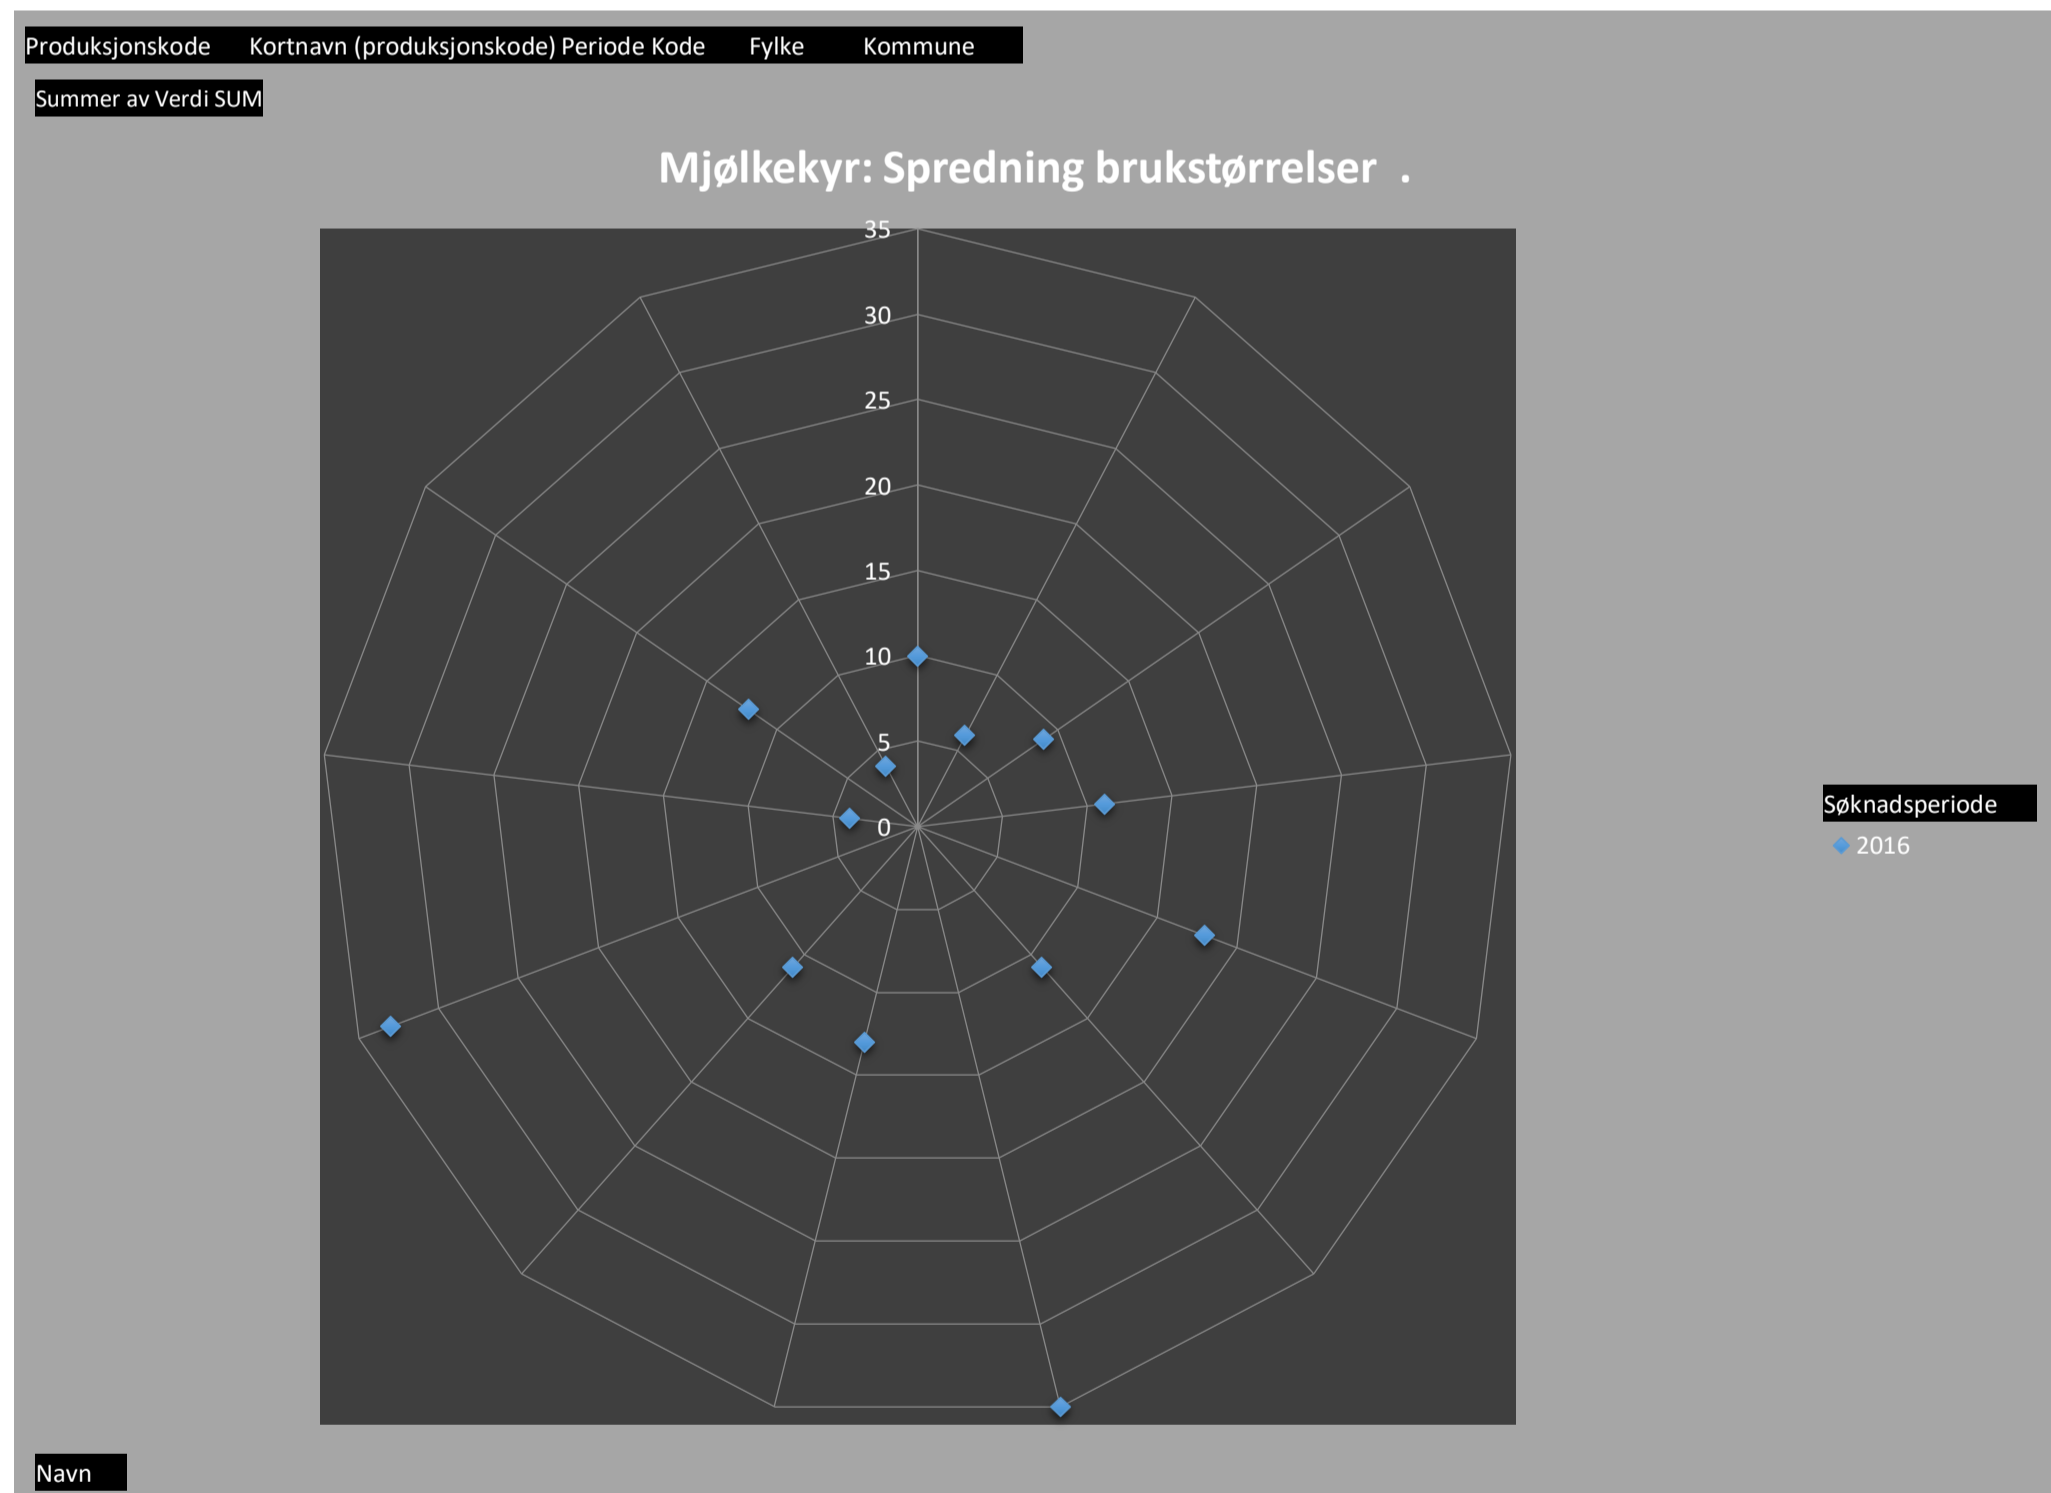 Produksjonskode Kortnavn (produksjonskode) Periode Kode Fylke Kommune
Summer av Verdi SUM
Mjølkekyr: Spredning brukstørrelser .
35
30
25
20
15
10
5
0
Søknadsperiode
2016
Navn